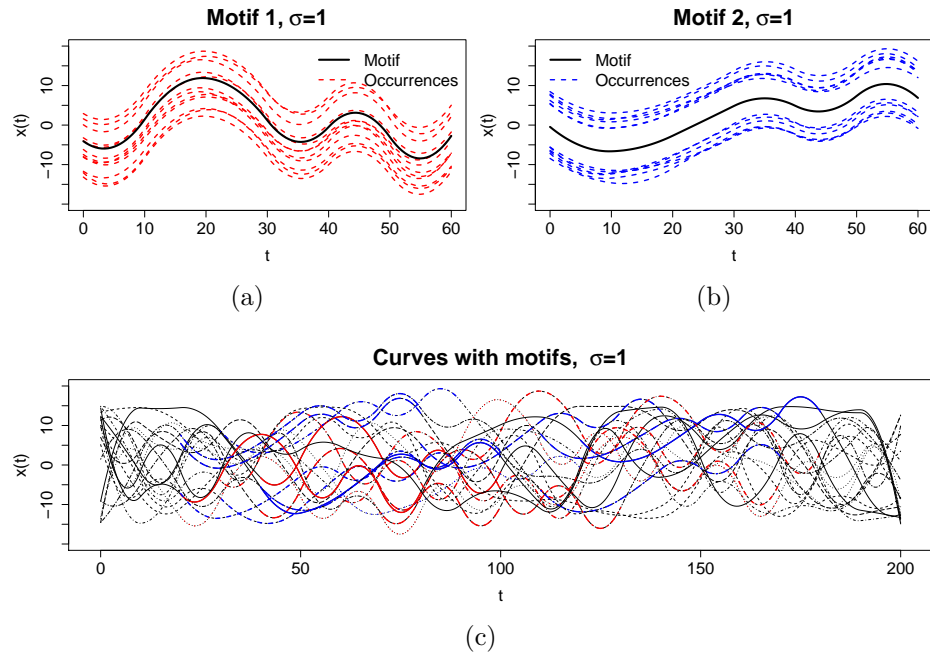 Motif 1, σ=1
x(t)
10
0
−10
Motif
Occurrences
0 10 20 30 40 50 60
t
(a)
Motif 2, σ=1
x(t)
10
0
−10
Motif
Occurrences
0 10 20 30 40 50 60
t
(b)
Curves with motifs, σ=1
x(t)
10
0
−10
0 50 100 150 200
t
(c)